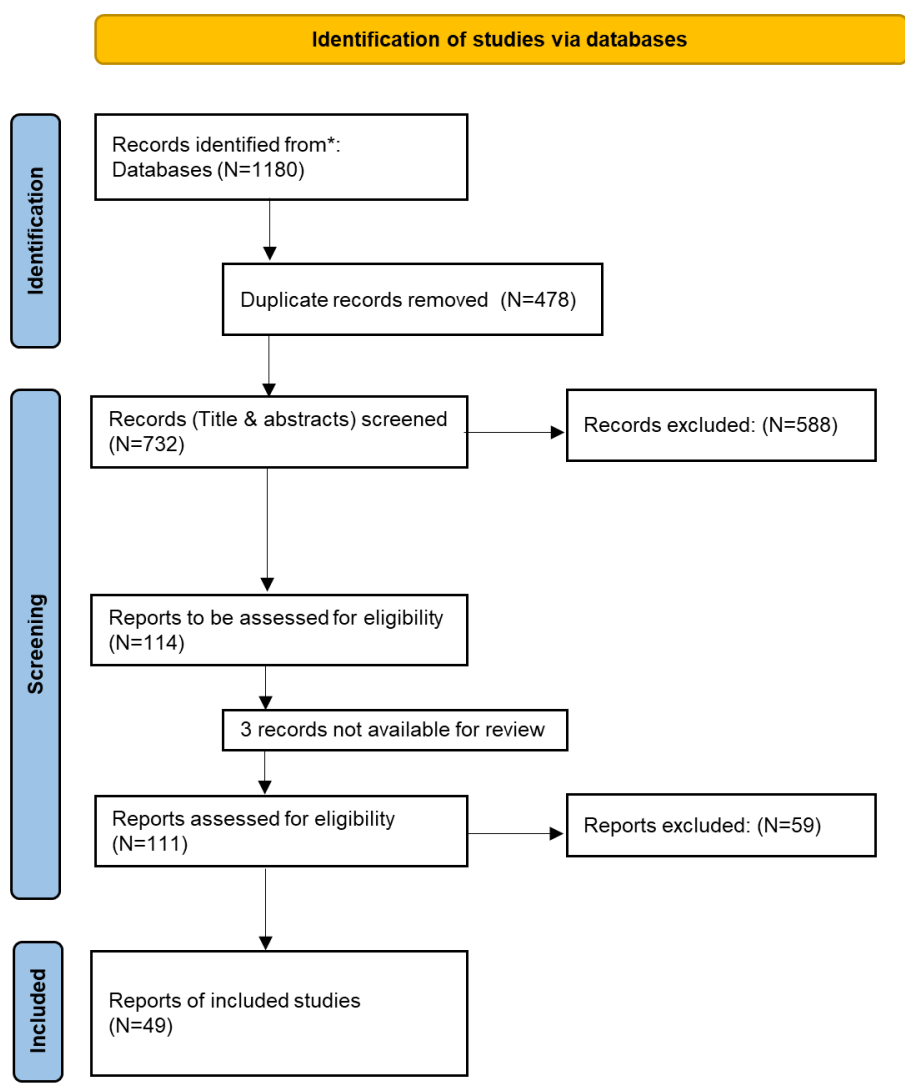 Identification of studies via databases
Identification
Records identified from*:
Databases (N=1180)
Duplicate records removed  (N=478)
Screening
Records (Title & abstracts) screened
(N=732)
Records excluded: (N=588)
Reports to be assessed for eligibility
(N=114)
3 records not available for review
Reports assessed for eligibility
(N=111)
Reports excluded: (N=59)
Included
Reports of included studies
(N=49)